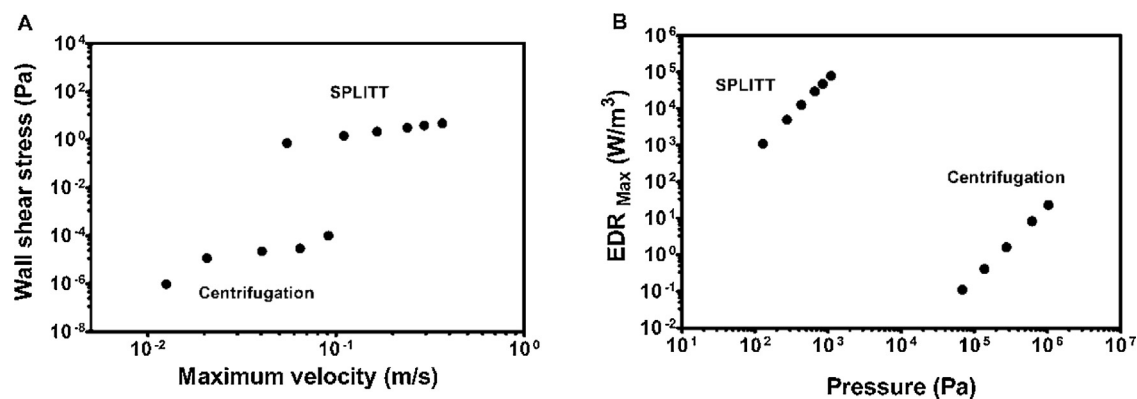 A
Wall shear stress (Pa)
10^4
10^2
10^0
10^-2
10^-4
10^-6
10^-8
SPLITT
Centrifugation
10^-2
10^-1
10^0
Maximum velocity (m/s)
B
EDR Max (W/m^3)
10^6
10^5
10^4
10^3
10^2
10^1
10^0
10^-1
10^-2
SPLITT
Centrifugation
10^1
10^2
10^3
10^4
10^5
10^6
10^7
Pressure (Pa)